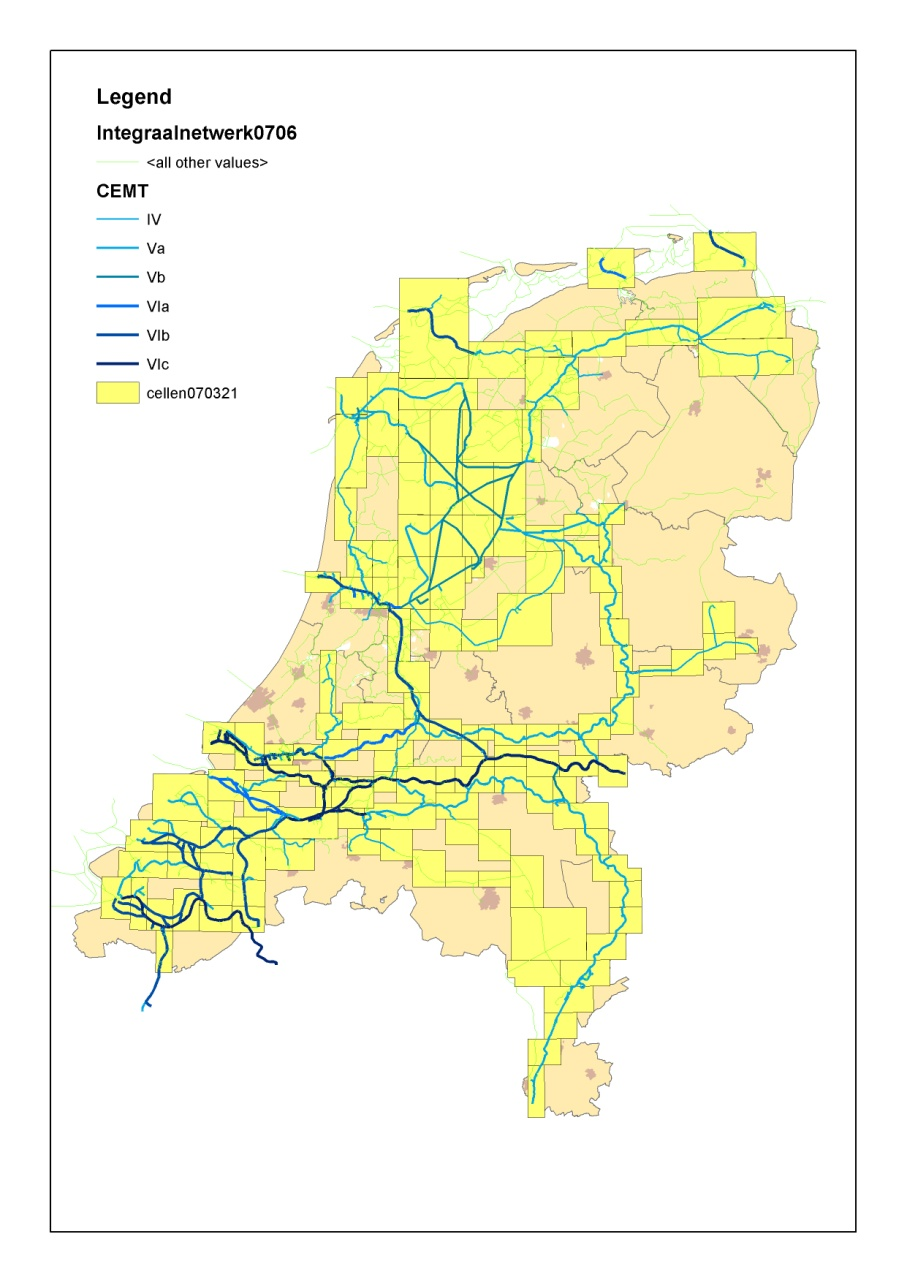 Legend
Integraalnetwerk0706
<all other values>
CEMT
IV
Va
Vb
VIa
VIb
VIc
cellen070321